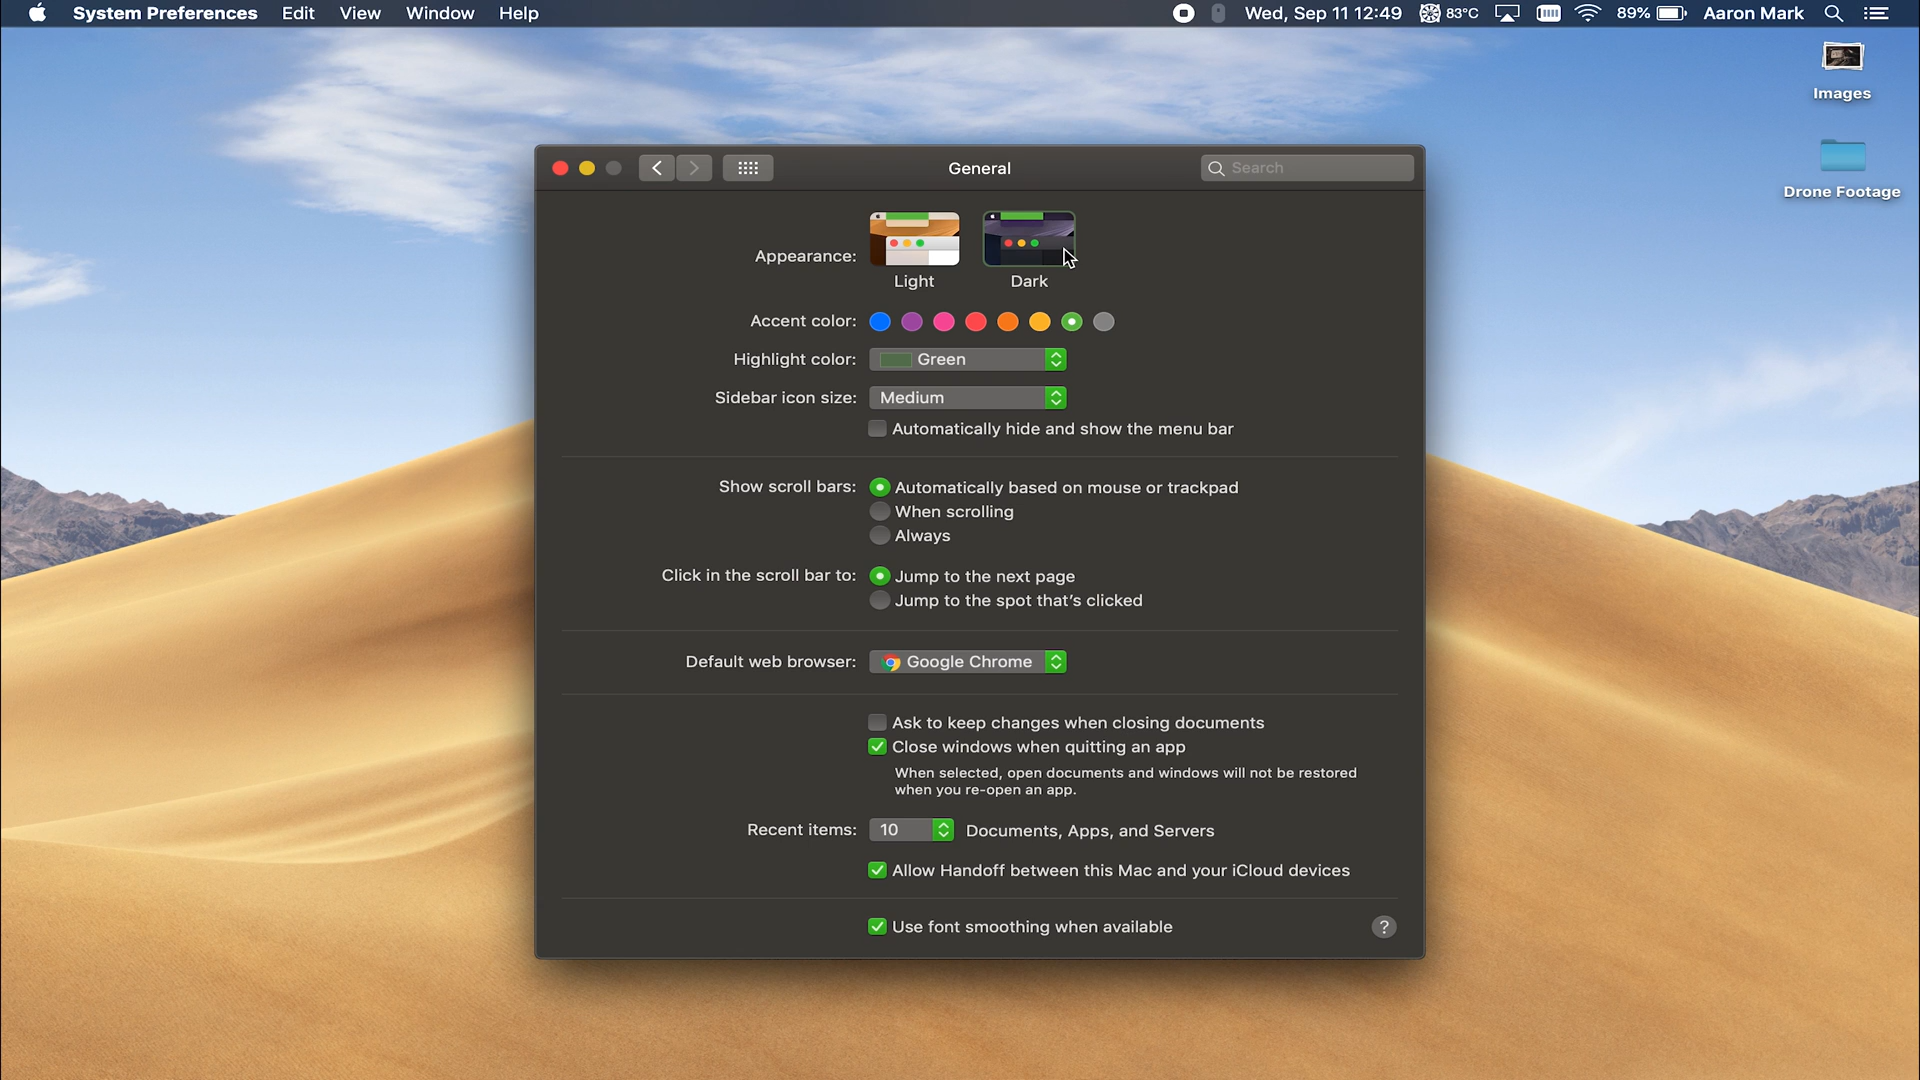 System Preferences Edit View Window Help Wed, Sep 11 12:49 83°C 89% Aaron Mark
Images
Drone Footage
General
Search
Appearance:
Light Dark
Accent color:
Highlight color: Green
Sidebar icon size: Medium
Automatically hide and show the menu bar
Show scroll bars: Automatically based on mouse or trackpad
When scrolling
Always
Click in the scroll bar to: Jump to the next page
Jump to the spot that's clicked
Default web browser: Google Chrome
Ask to keep changes when closing documents
Close windows when quitting an app
When selected, open documents and windows will not be restored
when you re-open an app.
Recent items: 10 Documents, Apps, and Servers
Allow Handoff between this Mac and your iCloud devices
Use font smoothing when available ?